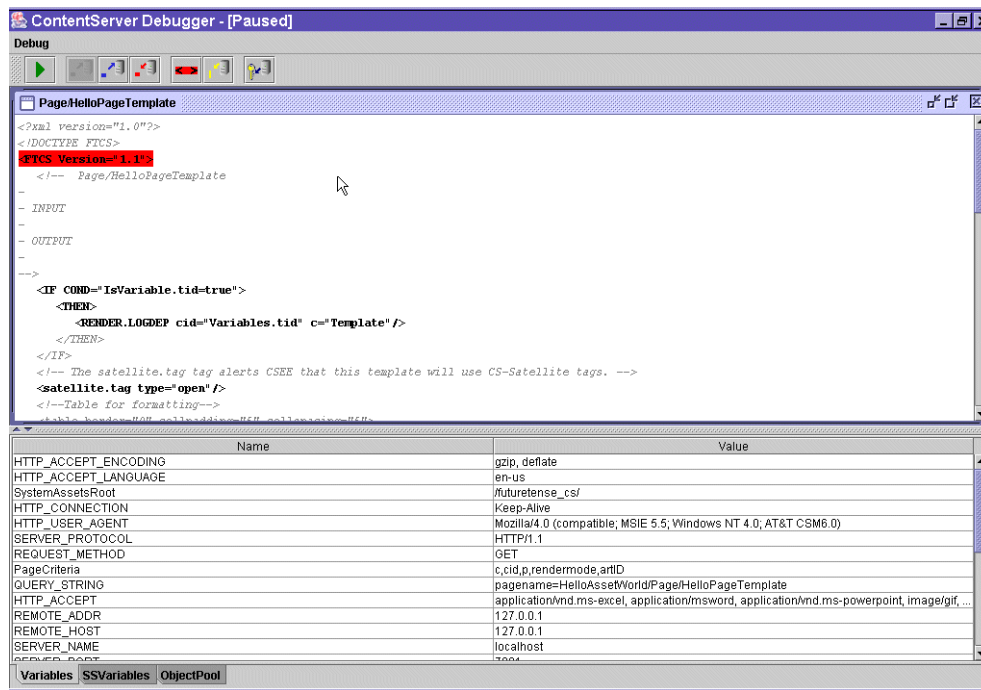 ContentServer Debugger - [Paused]
Debug
Page/HelloPageTemplate
<?xml version="1.0"?>
<!DOCTYPE FTCS>
<FTCS Version="1.1">
<!-- Page/HelloPageTemplate
-
- INPUT
-
- OUTPUT
-
-->
<IF COND="IsVariable.tid=true">
<THEN>
<RENDER.LOGDEP cid="Variables.tid" c="Template"/>
</THEN>
</IF>
<!-- The satellite.tag tag alerts CSEE that this template will use CS-Satellite tags. -->
<satellite.tag type="open"/>
<!--Table for formatting-->
Name Value
HTTP_ACCEPT_ENCODING gzip, deflate
HTTP_ACCEPT_LANGUAGE en-us
SystemAssetsRoot /futuretense_cs/
HTTP_CONNECTION Keep-Alive
HTTP_USER_AGENT Mozilla/4.0 (compatible; MSIE 5.5; Windows NT 4.0; AT&T CSM6.0)
SERVER_PROTOCOL HTTP/1.1
REQUEST_METHOD GET
PageCriteria c,cid,p,rendermode,artID
QUERY_STRING pagename=HelloAssetWorld/Page/HelloPageTemplate
HTTP_ACCEPT application/vnd.ms-excel, application/msword, application/vnd.ms-powerpoint, image/gif, ...
REMOTE_ADDR 127.0.0.1
REMOTE_HOST 127.0.0.1
SERVER_NAME localhost
Variables SSVariables ObjectPool